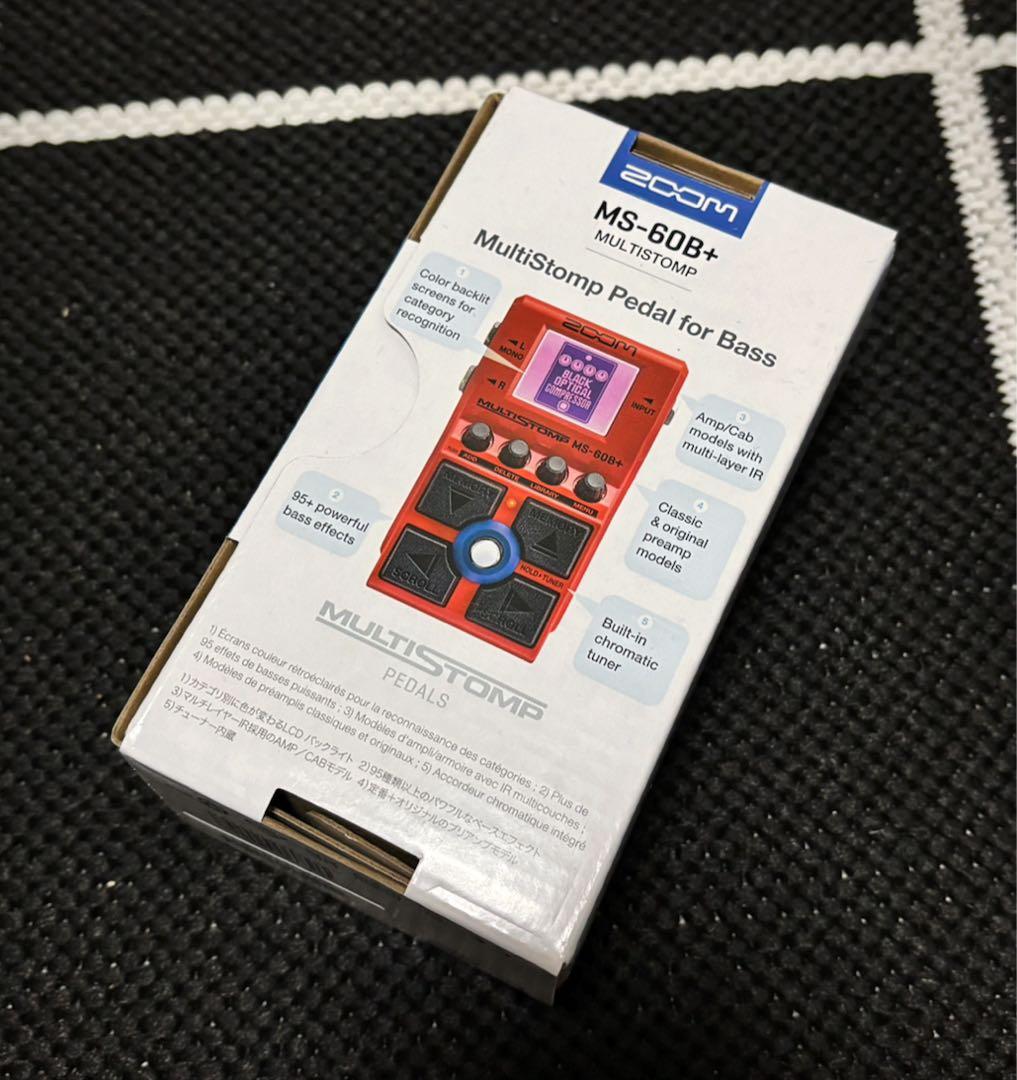 ZOOM
MS-60B+
MULTISTOMP
MultiStomp Pedal for Bass
1
Color backlit
screens for
category
recognition
2
95+ powerful
bass effects
3
Amp/Cab
models with
multi-layer IR
4
Classic
& original
preamp
models
5
Built-in
chromatic
tuner
ZOOM
L
MONO
R
INPUT
BLACK
OPTICAL
COMPRESSOR
MULTISTOMP MS-60B+
ADD
DELETE
LIBRARY
MENU
MEMORY
MEMORY
HOLD•TUNER
SCROLL
SCROLL
MULTISTOMP
PEDALS
1) Écrans couleur rétroéclairés pour la reconnaissance des catégories ; 2) Plus de
95 effets de basses puissants ; 3) Modèles d'ampli/armoire avec IR multicouches ;
4) Modèles de préamplis classiques et originaux ; 5) Accordeur chromatique intégré
1)カテゴリ別に色が変わるLCD バックライト 2)95種類以上のパワフルなベースエフェクト
3)マルチレイヤーIR採用のAMP／CABモデル 4)定番+オリジナルのプリアンプモデル
5)チューナー内蔵